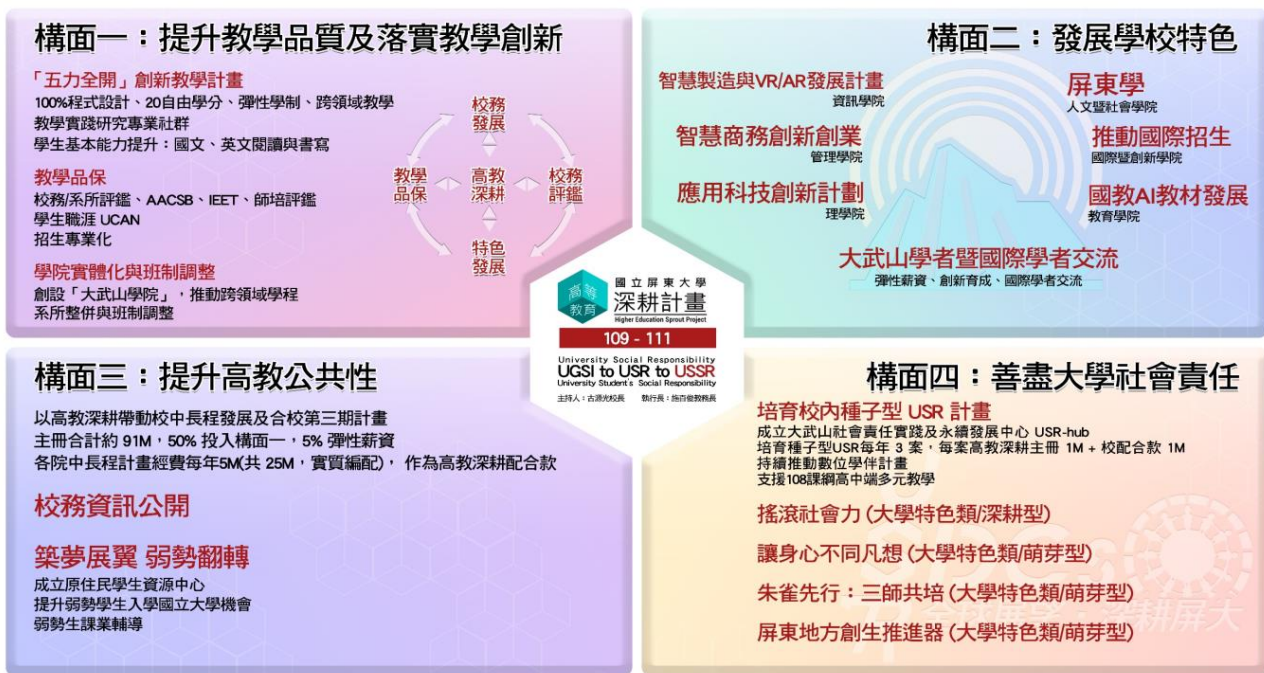 構面一：提升教學品質及落實教學創新
「五力全開」創新教學計畫
100%程式設計、20自由學分、彈性學制、跨領域教學
教學實踐研究專業社群
學生基本能力提升：國文、英文閱讀與書寫
教學品保
校務/系所評鑑、AACSB、IEET、師培評鑑
學生職涯 UCAN
招生專業化
學院實體化與班制調整
創設「大武山學院」，推動跨領域學程
系所整併與班制調整
校務
發展
教學
品保
高教
深耕
校務
評鑑
特色
發展
構面二：發展學校特色
智慧製造與VR/AR發展計畫
資訊學院
屏東學
人文暨社會學院
智慧商務創新創業
管理學院
推動國際招生
國際暨創新學院
應用科技創新計劃
理學院
國教AI教材發展
教育學院
大武山學者暨國際學者交流
彈性薪資、創新育成、國際學者交流
高等
教育
國立屏東大學
深耕計畫
Higher Education Sprout Project
109 - 111
University Social Responsibility
UGSI to USR to USSR
University Student's Social Responsibility
主持人：古源光校長 執行長：施百俊教務長
構面三：提升高教公共性
以高教深耕帶動校中長程發展及合校第三期計畫
主冊合計約 91M，50% 投入構面一，5% 彈性薪資
各院中長程計畫經費每年5M(共 25M，實質編配)， 作為高教深耕配合款
校務資訊公開
築夢展翼 弱勢翻轉
成立原住民學生資源中心
提升弱勢學生入學國立大學機會
弱勢生課業輔導
構面四：善盡大學社會責任
培育校內種子型 USR 計畫
成立大武山社會責任實踐及永續發展中心 USR-hub
培育種子型USR每年 3 案，每案高教深耕主冊 1M + 校配合款 1M
持續推動數位學伴計畫
支援108課綱高中端多元教學
搖滾社會力 (大學特色類/深耕型)
讓身心不同凡想 (大學特色類/萌芽型)
朱雀先行：三師共培 (大學特色類/萌芽型)
屏東地方創生推進器 (大學特色類/萌芽型)